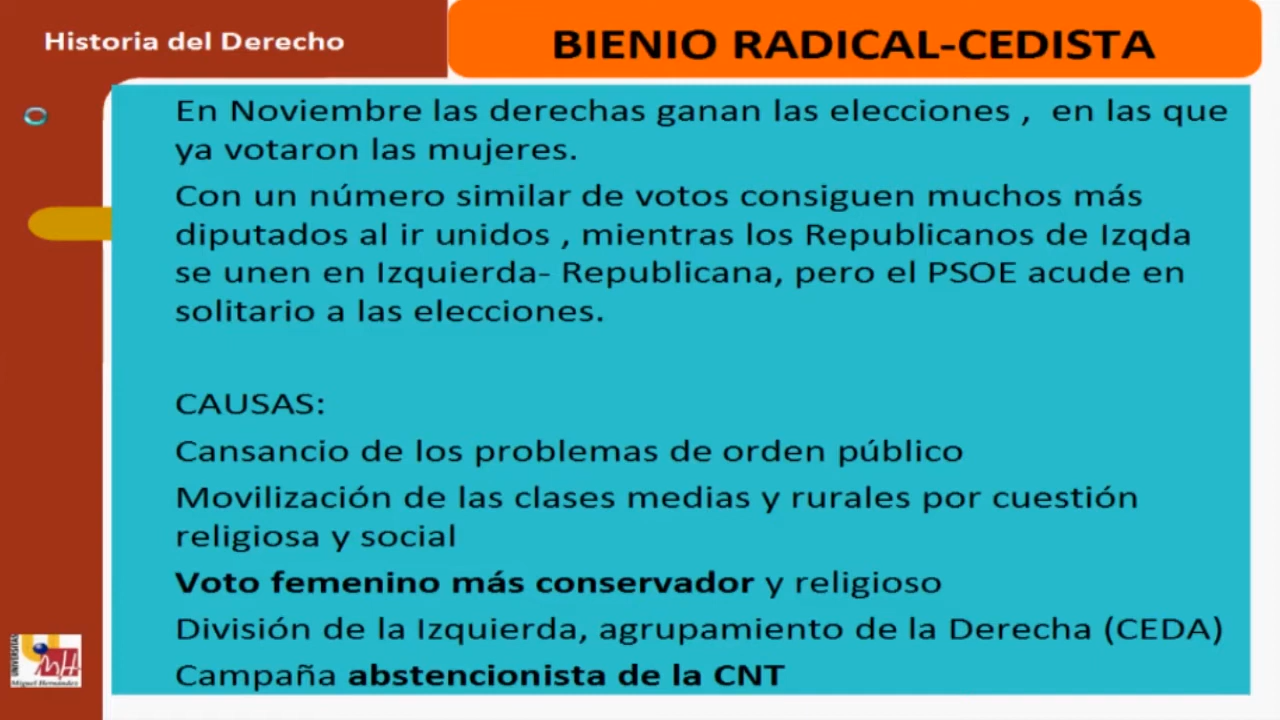 Historia del Derecho
BIENIO RADICAL-CEDISTA
En Noviembre las derechas ganan las elecciones , en las que
ya votaron las mujeres.
Con un número similar de votos consiguen muchos más
diputados al ir unidos , mientras los Republicanos de Izqda
se unen en Izquierda- Republicana, pero el PSOE acude en
solitario a las elecciones.
CAUSAS:
Cansancio de los problemas de orden público
Movilización de las clases medias y rurales por cuestión
religiosa y social
Voto femenino más conservador y religioso
División de la Izquierda, agrupamiento de la Derecha (CEDA)
Campaña abstencionista de la CNT
UNIVERSITAS
Miguel Hernández